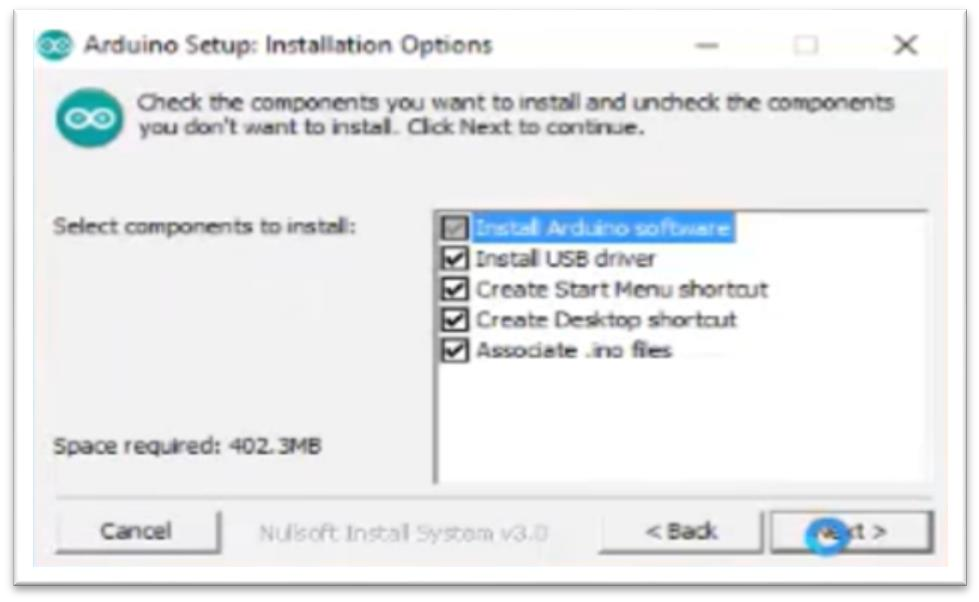 Arduino Setup: Installation Options
Check the components you want to install and uncheck the components
you don't want to install. Click Next to continue.
Select components to install:
Install Arduino software
Install USB driver
Create Start Menu shortcut
Create Desktop shortcut
Associate .ino files
Space required: 402.3MB
Cancel
Nullsoft Install System v3.0
< Back
Next >